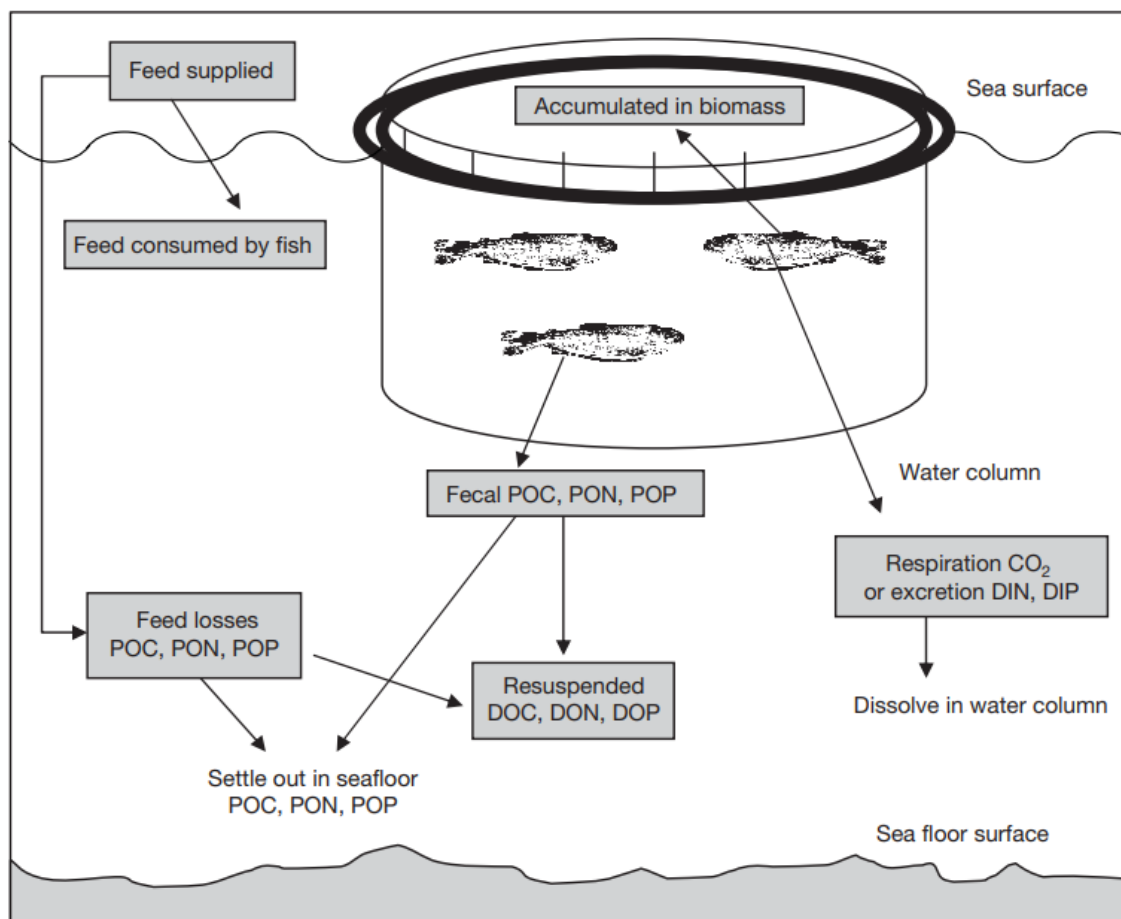 Feed supplied
Sea surface
Accumulated in biomass
Feed consumed by fish
Water column
Fecal POC, PON, POP
Respiration CO₂
or excretion DIN, DIP
Feed losses
POC, PON, POP
Resuspended
DOC, DON, DOP
Dissolve in water column
Settle out in seafloor
POC, PON, POP
Sea floor surface